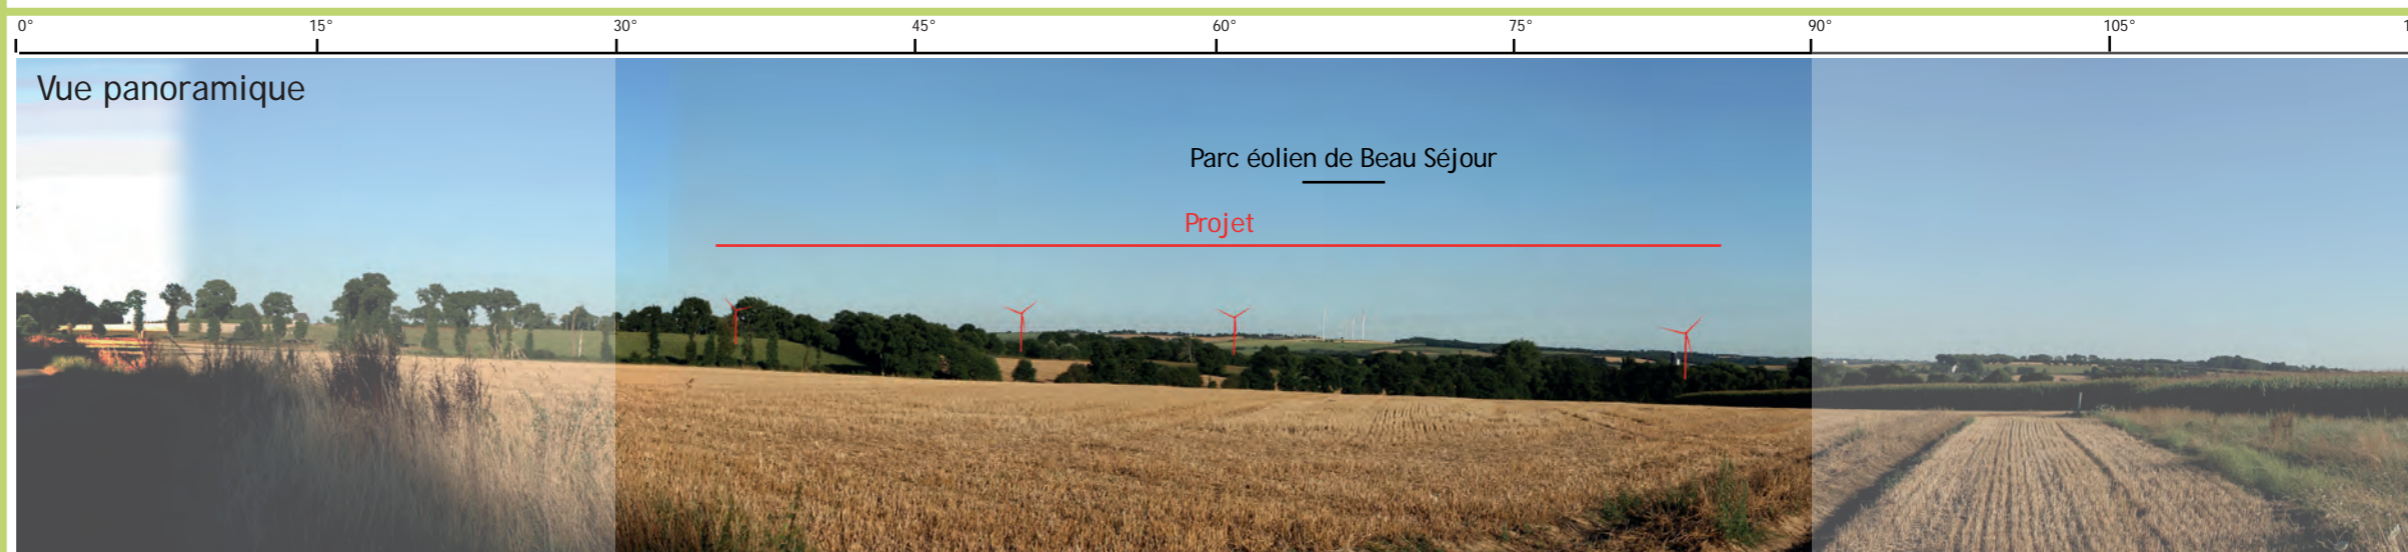 0° 15° 30° 45° 60° 75° 90° 105°
Vue panoramique
Parc éolien de Beau Séjour
Projet